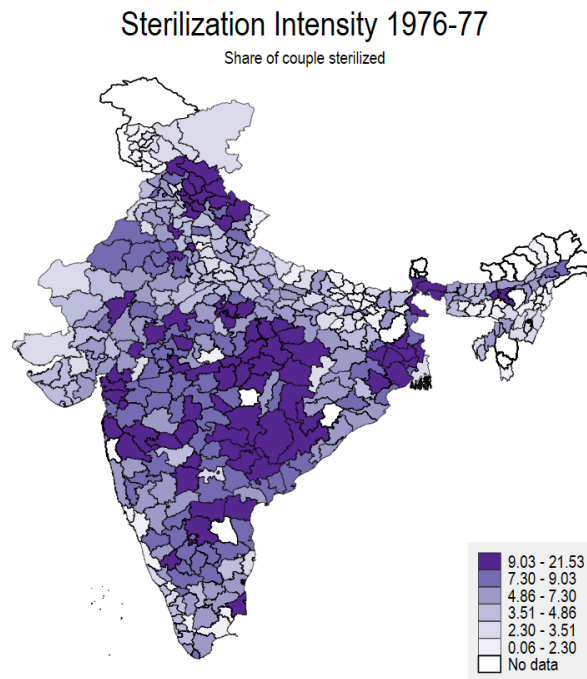 Sterilization Intensity 1976-77
Share of couple sterilized
9.03 - 21.53
7.30 - 9.03
4.86 - 7.30
3.51 - 4.86
2.30 - 3.51
0.06 - 2.30
No data